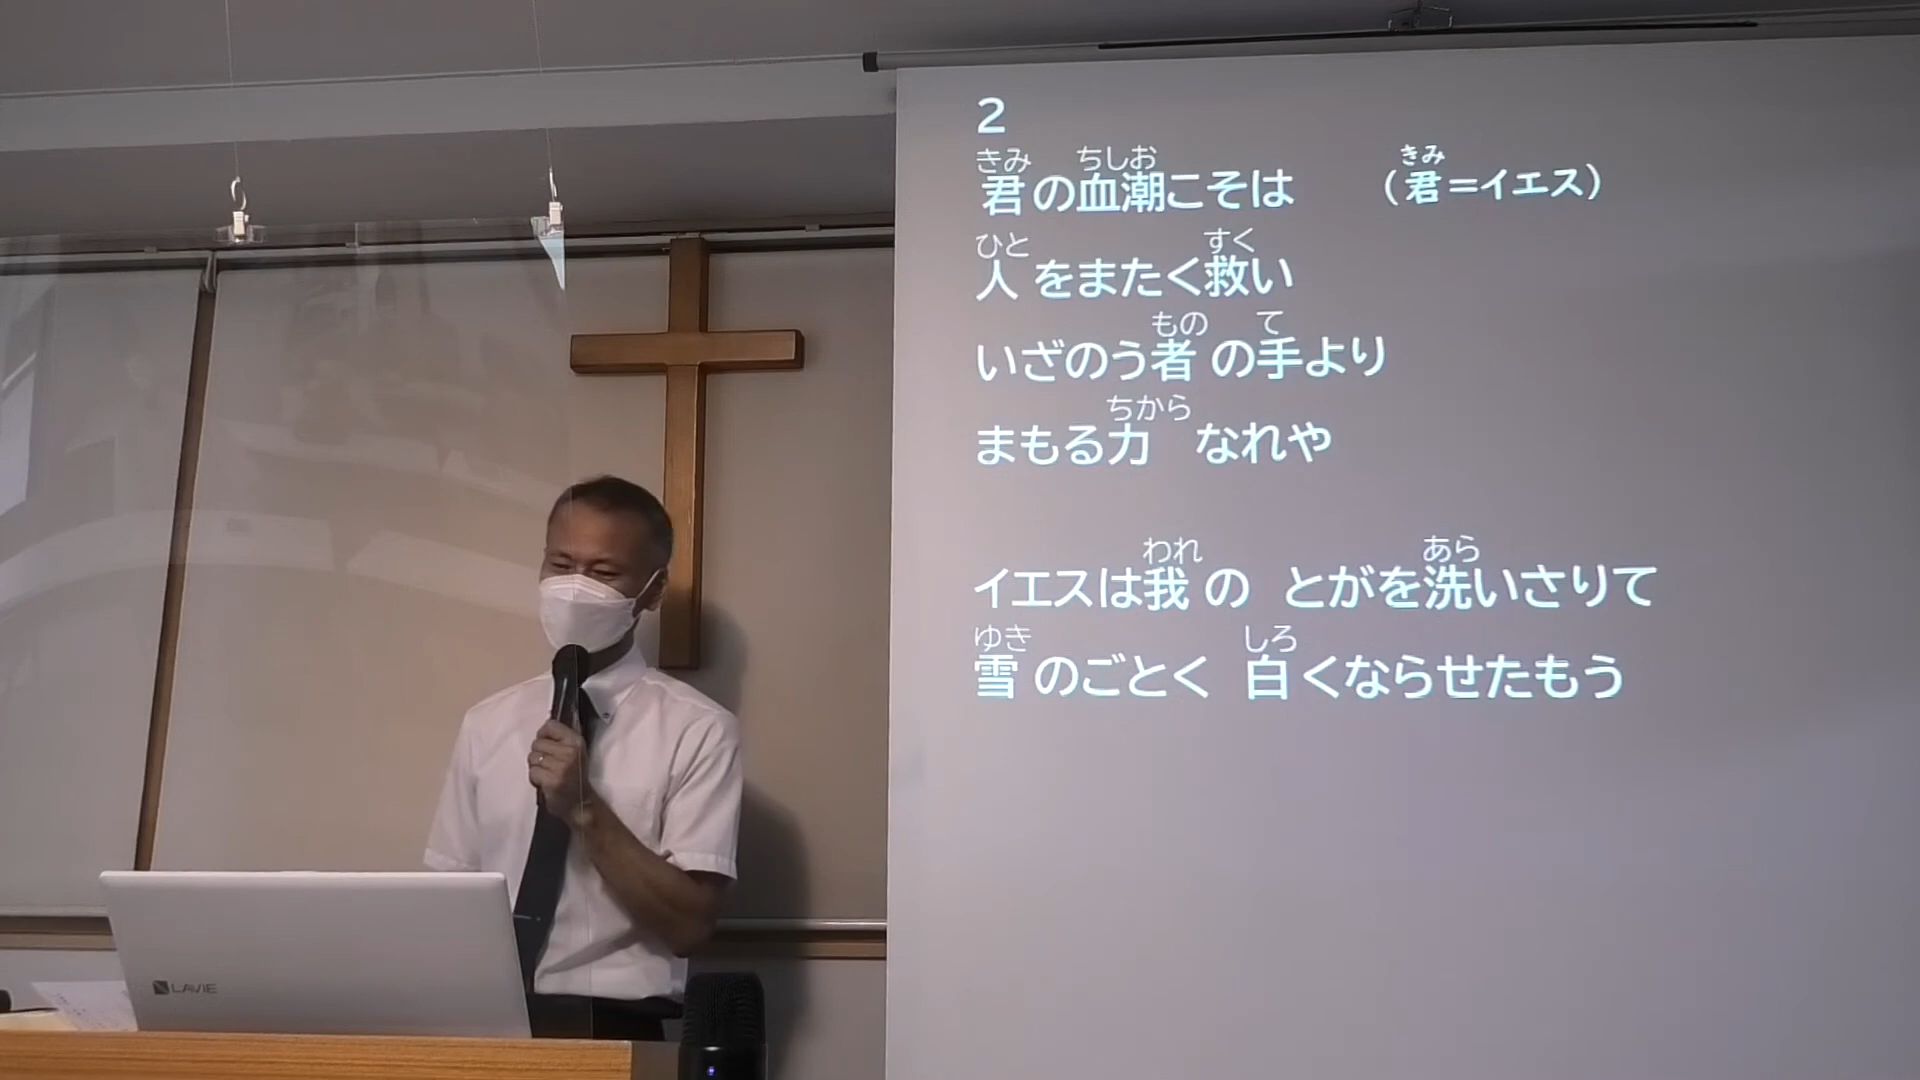 2
きみ ちしお きみ
君の血潮こそは (君=イエス)
ひと すく
人をまたく救い
もの て
いざのう者の手より
ちから
まもる力 なれや
われ あら
イエスは我の とがを洗いさりて
ゆき しろ
雪のごとく 白くならせたもう
LAVIE